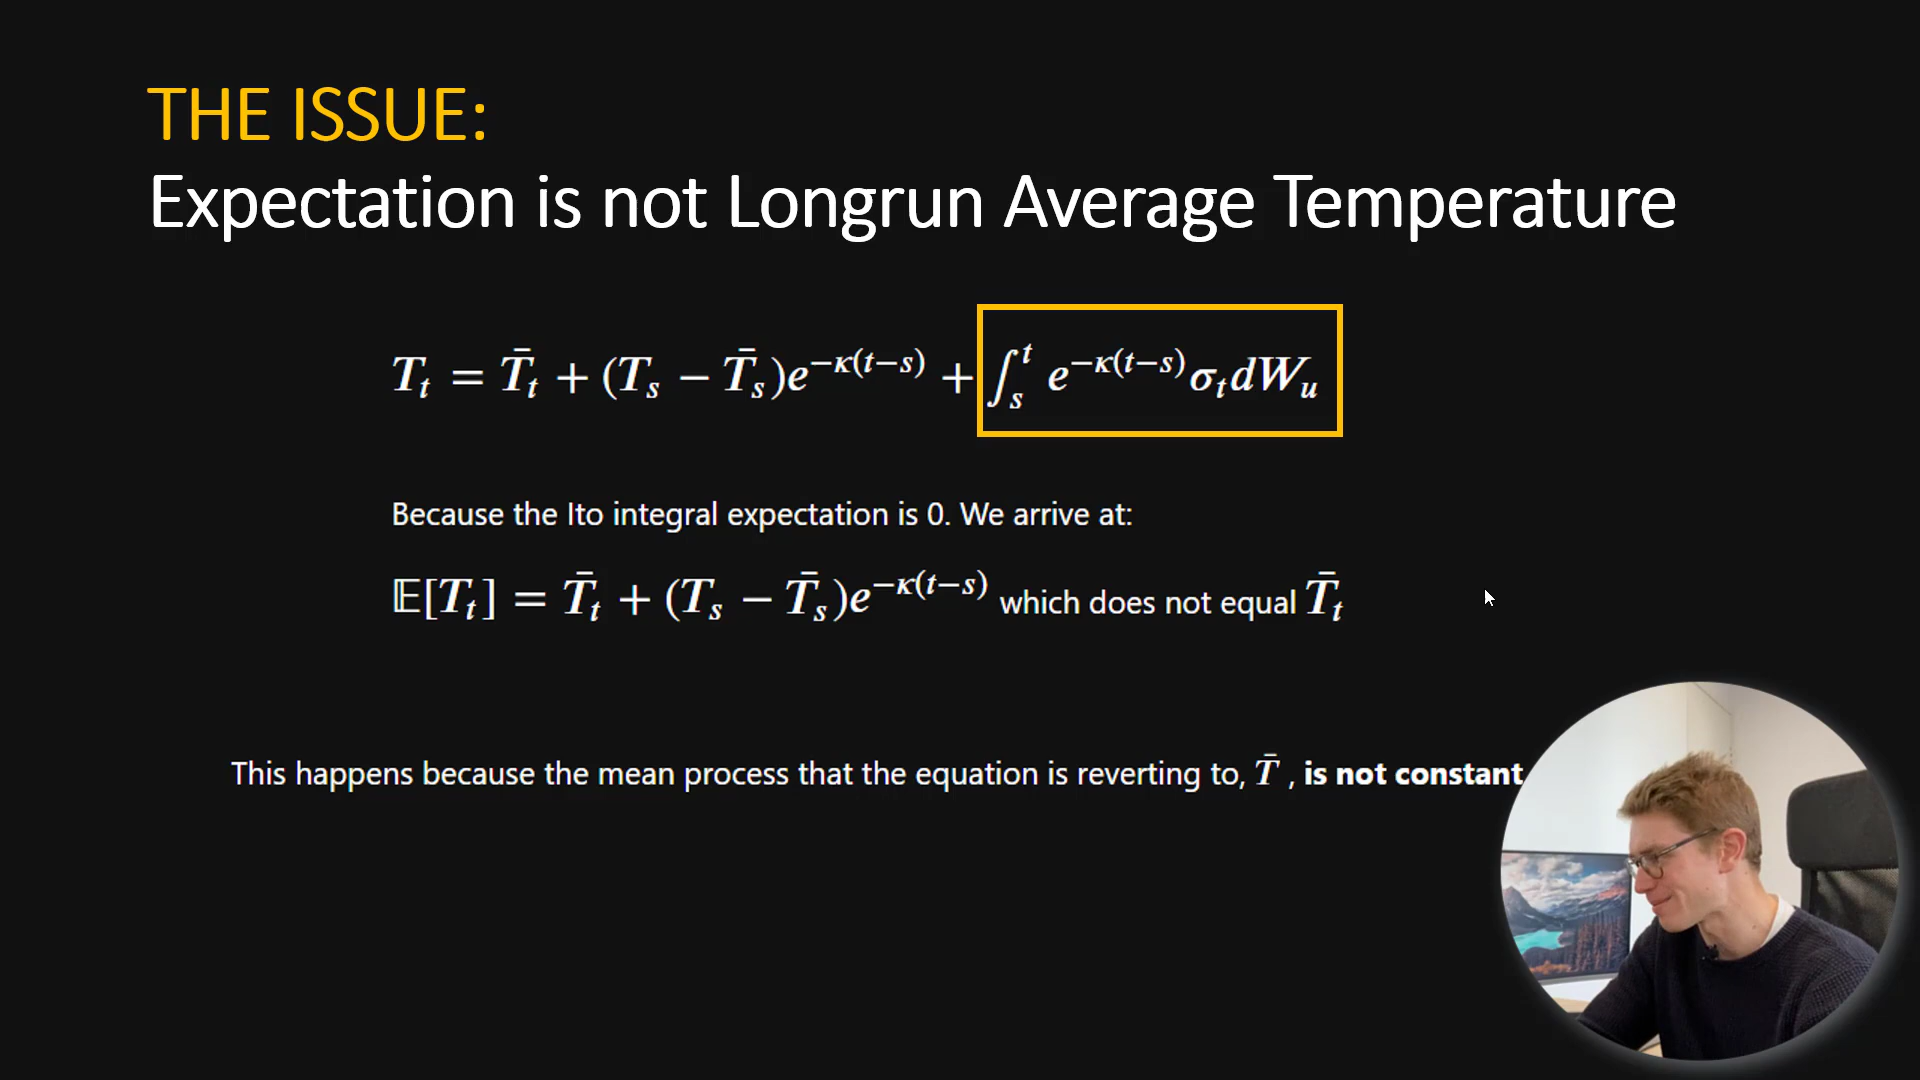 THE ISSUE:
Expectation is not Longrun Average Temperature
T_t = T̄_t + (T_s − T̄_s)e^{−κ(t−s)} + ∫_s^t e^{−κ(t−s)}σ_t dW_u
Because the Ito integral expectation is 0. We arrive at:
𝔼[T_t] = T̄_t + (T_s − T̄_s)e^{−κ(t−s)} which does not equal T̄_t
This happens because the mean process that the equation is reverting to, T̄ , is not constant